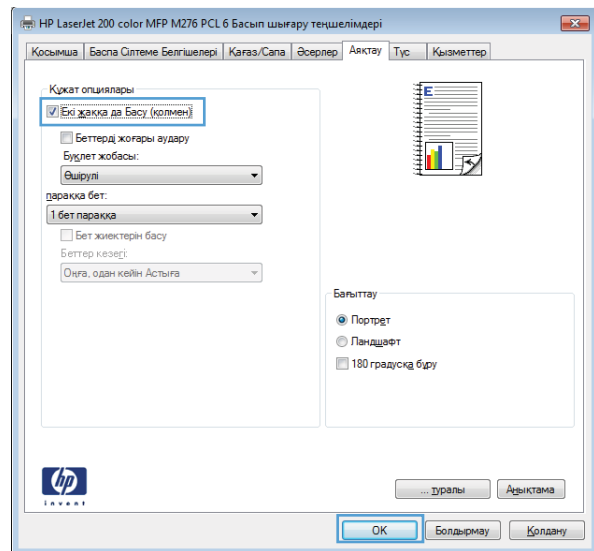 HP LaserJet 200 color MFP M276 PCL 6 Басып шығару теңшелімдері
Қосымша Баспа Сілтеме Белгішелері Қағаз/Сапа Әсерлер Аяқтау Түс Қызметтер
Құжат опциялары
Екі жаққа да Басу (қолмен)
Беттерді жоғары аудару
Буклет жобасы:
Өшірулі
параққа бет:
1 бет параққа
Бет жиектерін басу
Беттер кезегі:
Оңға, одан кейін Астыға
E
Бағыттау
Портрет
Ландшафт
180 градусқа бұру
hp
invent
... туралы Анықтама
OK Болдырмау Қолдану